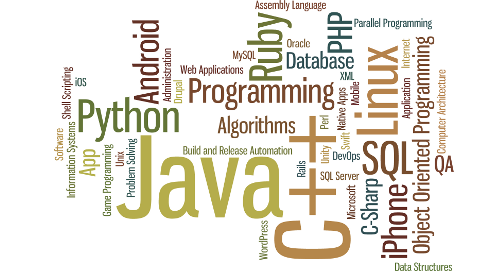 Assembly Language
Parallel Programming
Android
Ruby
PHP
Oracle
MySQL
Database
Linux
Internet
Object Oriented Programming
Computer Architecture
Shell Scripting
iOS
Administration
Drupal
Web Applications
XML
Mobile
Application
Programming
Native Apps
Python
Algorithms
Perl
Swift
Software
Information Systems
App
Game Programming
Unix
Problem Solving
Build and Release Automation
Java
C++
Rails
Unity
DevOps
SQL
QA
SQL Server
C-Sharp
iPhone
Microsoft
WordPress
Data Structures